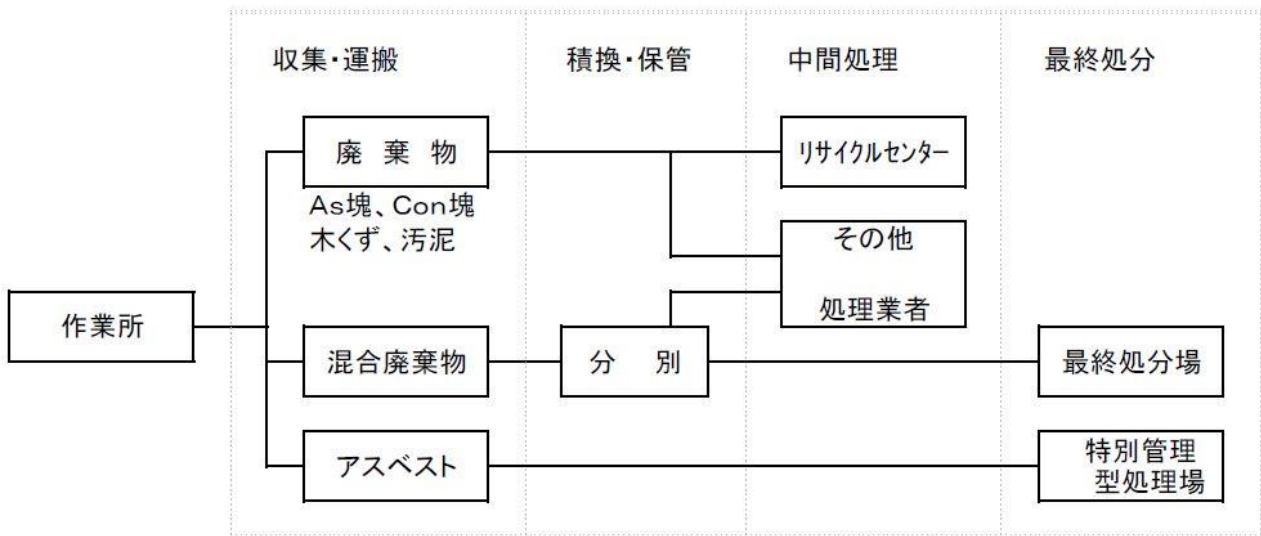 収集・運搬
積換・保管
中間処理
最終処分
廃棄物
リサイクルセンター
As塊、Con塊
木くず、汚泥
その他
処理業者
作業所
混合廃棄物
分別
最終処分場
アスベスト
特別管理
型処理場